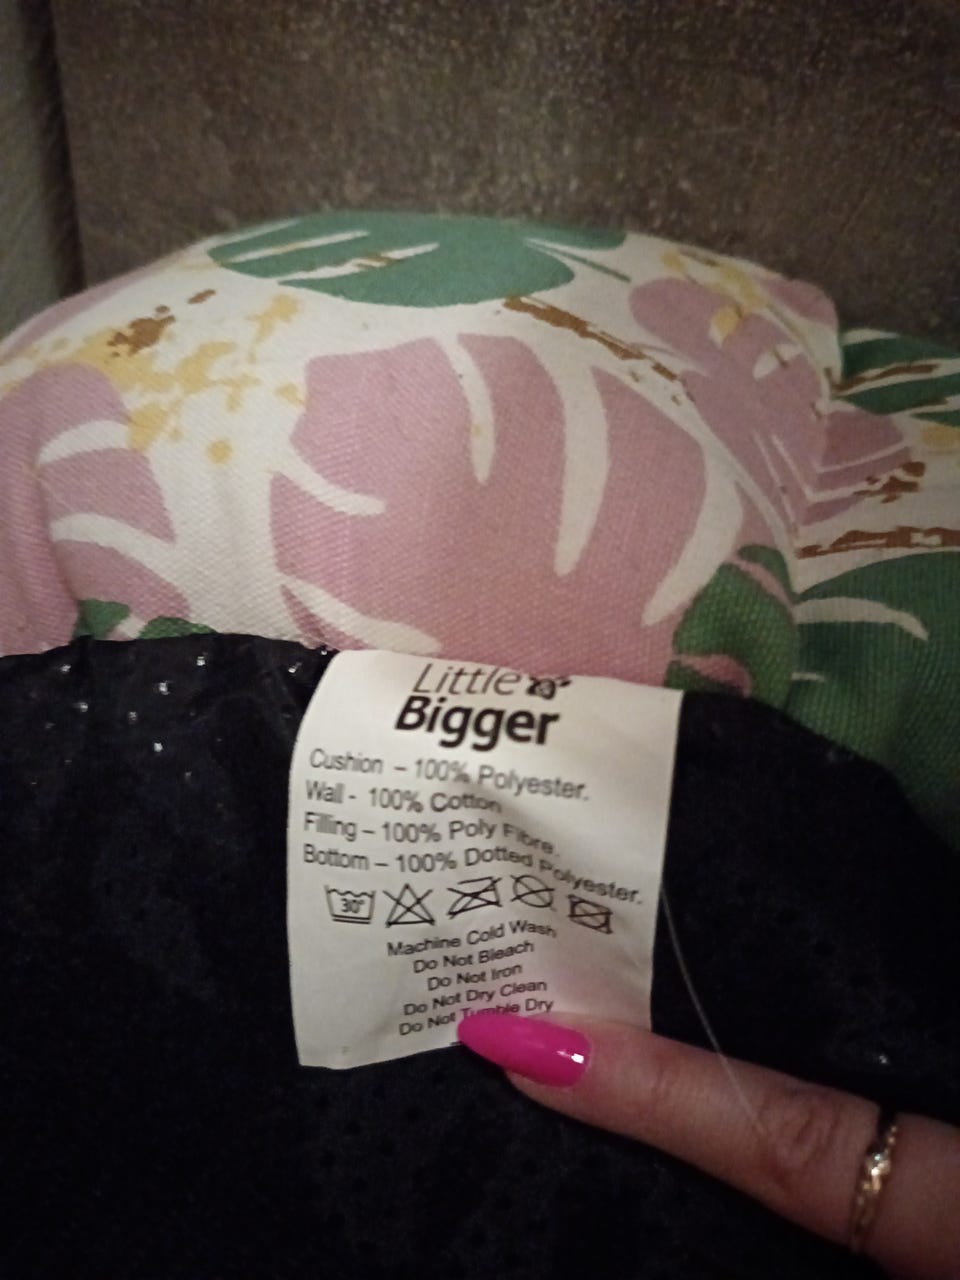 Little
Bigger
Cushion – 100% Polyester.
Wall - 100% Cotton
Filling – 100% Poly Fibre.
Bottom – 100% Dotted Polyester.
30°
Machine Cold Wash
Do Not Bleach
Do Not Iron
Do Not Dry Clean
Do Not Tumble Dry